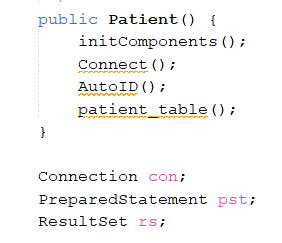 public Patient() {
initComponents();
Connect();
AutoID();
patient_table();
}
Connection con;
PreparedStatement pst;
ResultSet rs;